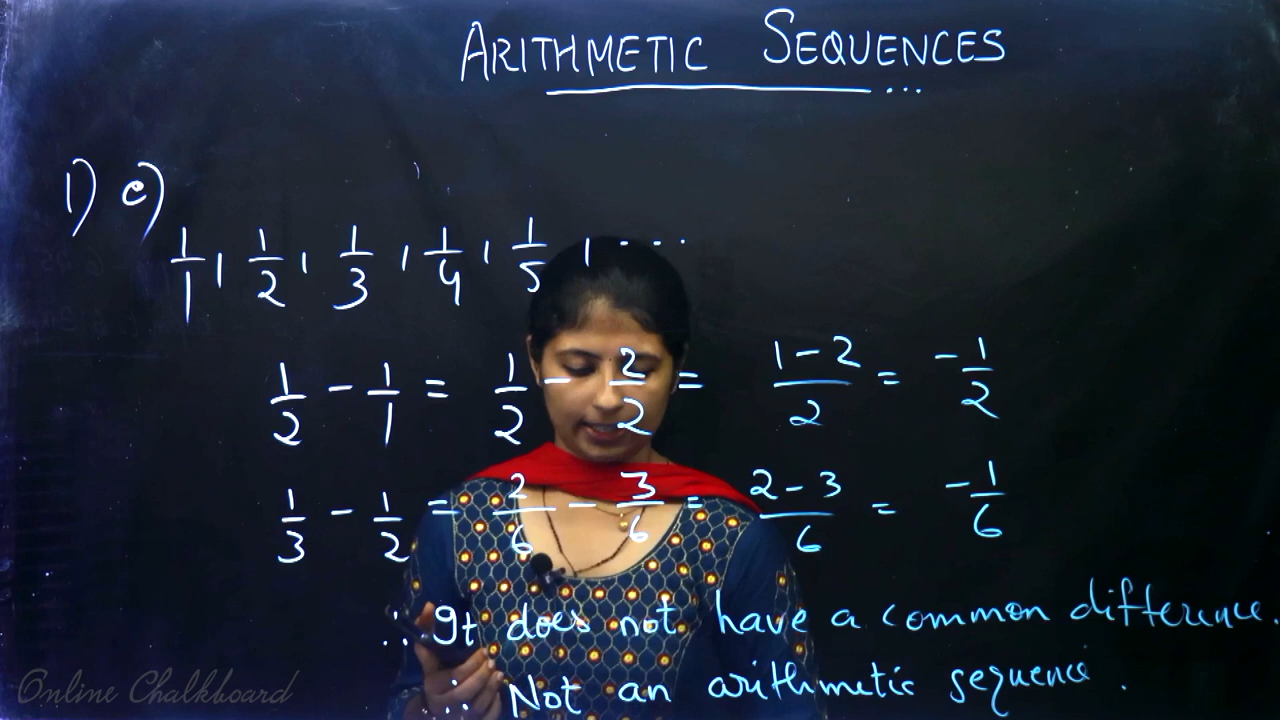 ARITHMETIC SEQUENCES...
1) e)
1/1, 1/2, 1/3, 1/4, 1/5, ...
1/2 - 1/1 = 1/2 - 2/2 = (1-2)/2 = -1/2
1/3 - 1/2 = 2/6 - 3/6 = (2-3)/6 = -1/6
∴ It does not have a common difference.
∴ Not an arithmetic sequence.
Online Chalkboard